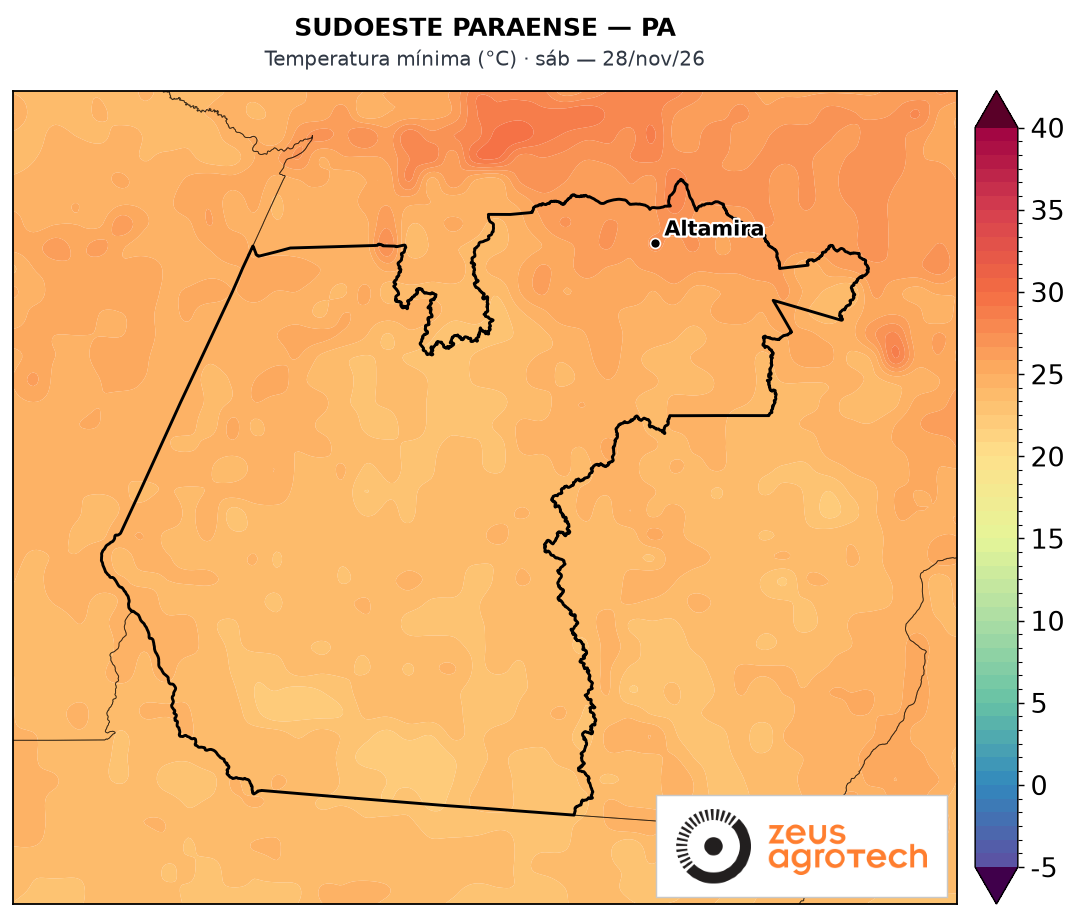 SUDOESTE PARAENSE — PA
Temperatura mínima (°C) · sáb — 28/nov/26
40
35
30
25
20
15
10
5
0
-5
Altamira
zeus
agrotech